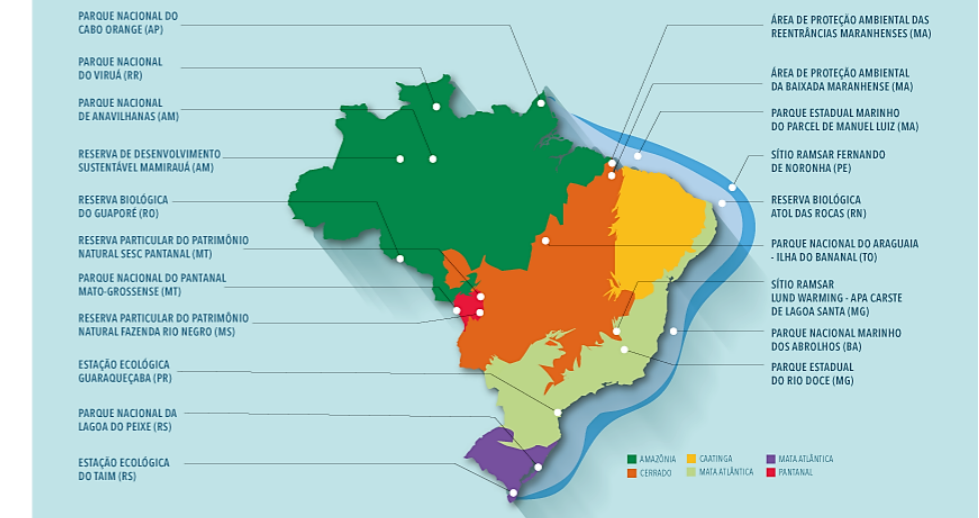 PARQUE NACIONAL DO
CABO ORANGE (AP)
PARQUE NACIONAL
DO VIRUÁ (RR)
PARQUE NACIONAL
DE ANAVILHANAS (AM)
RESERVA DE DESENVOLVIMENTO
SUSTENTÁVEL MAMIRAUÁ (AM)
RESERVA BIOLÓGICA
DO GUAPORÉ (RO)
RESERVA PARTICULAR DO PATRIMÔNIO
NATURAL SESC PANTANAL (MT)
PARQUE NACIONAL DO PANTANAL
MATO-GROSSENSE (MT)
RESERVA PARTICULAR DO PATRIMÔNIO
NATURAL FAZENDA RIO NEGRO (MS)
ESTAÇÃO ECOLÓGICA
GUARAQUEÇABA (PR)
PARQUE NACIONAL DA
LAGOA DO PEIXE (RS)
ESTAÇÃO ECOLÓGICA
DO TAIM (RS)
ÁREA DE PROTEÇÃO AMBIENTAL DAS
REENTRÂNCIAS MARANHENSES (MA)
ÁREA DE PROTEÇÃO AMBIENTAL
DA BAIXADA MARANHENSE (MA)
PARQUE ESTADUAL MARINHO
DO PARCEL DE MANUEL LUIZ (MA)
SÍTIO RAMSAR FERNANDO
DE NORONHA (PE)
RESERVA BIOLÓGICA
ATOL DAS ROCAS (RN)
PARQUE NACIONAL DO ARAGUAIA
- ILHA DO BANANAL (TO)
SÍTIO RAMSAR
LUND WARMING - APA CARSTE
DE LAGOA SANTA (MG)
PARQUE NACIONAL MARINHO
DOS ABROLHOS (BA)
PARQUE ESTADUAL
DO RIO DOCE (MG)
AMAZÔNIA CAATINGA MATA ATLÂNTICA
CERRADO MATA ATLÂNTICA PANTANAL